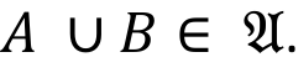 A ∪ B ∈ 𝔄.